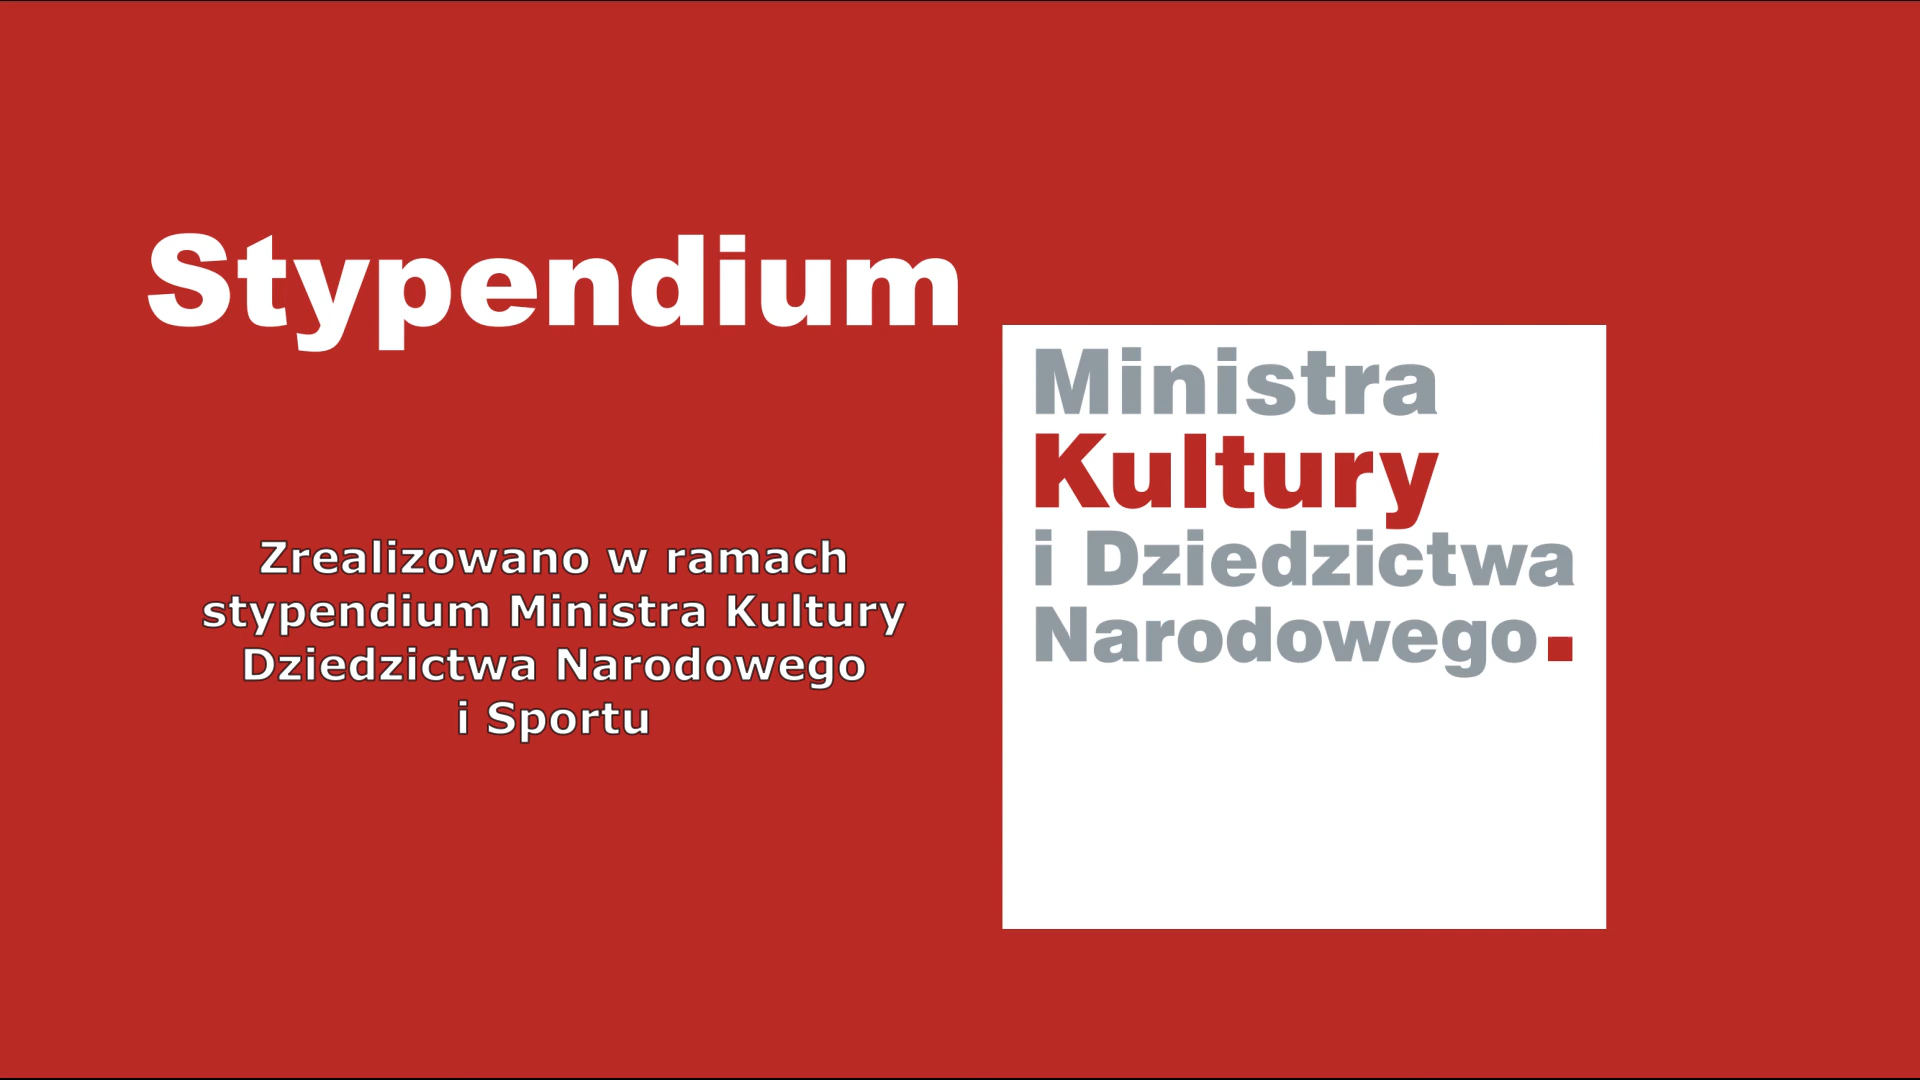 Stypendium
Ministra
Kultury
i Dziedzictwa
Narodowego.
Zrealizowano w ramach
stypendium Ministra Kultury
Dziedzictwa Narodowego
i Sportu